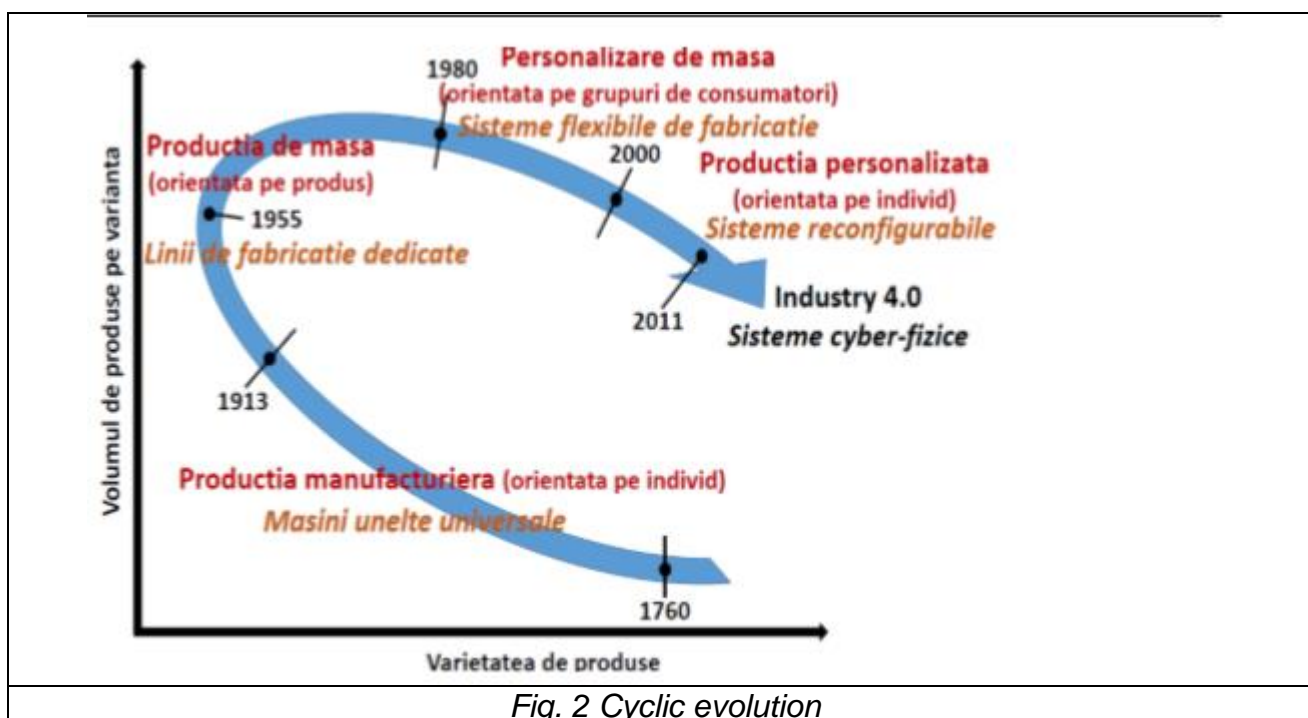 Personalizare de masa
1980
(orientata pe grupuri de consumatori)
Sisteme flexibile de fabricatie
Productia de masa
(orientata pe produs)
2000
Productia personalizata
(orientata pe individ)
1955
Sisteme reconfigurabile
Linii de fabricatie dedicate
Industry 4.0
2011
Sisteme cyber-fizice
1913
Volumul de produse pe varianta
Productia manufacturiera (orientata pe individ)
Masini unelte universale
1760
Varietatea de produse
Fig. 2 Cyclic evolution